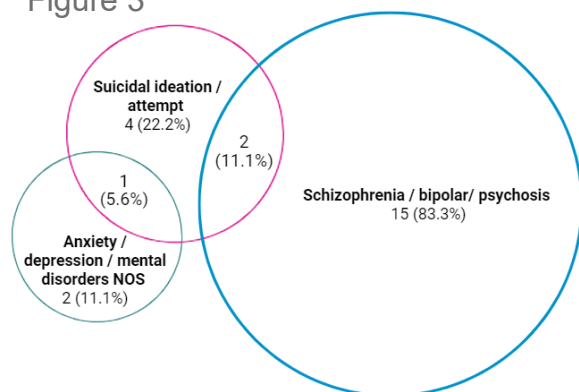 Figure 3
Suicidal ideation /
attempt
4 (22.2%)
2
(11.1%)
1
(5.6%)
Schizophrenia / bipolar/ psychosis
15 (83.3%)
Anxiety /
depression / mental
disorders NOS
2 (11.1%)